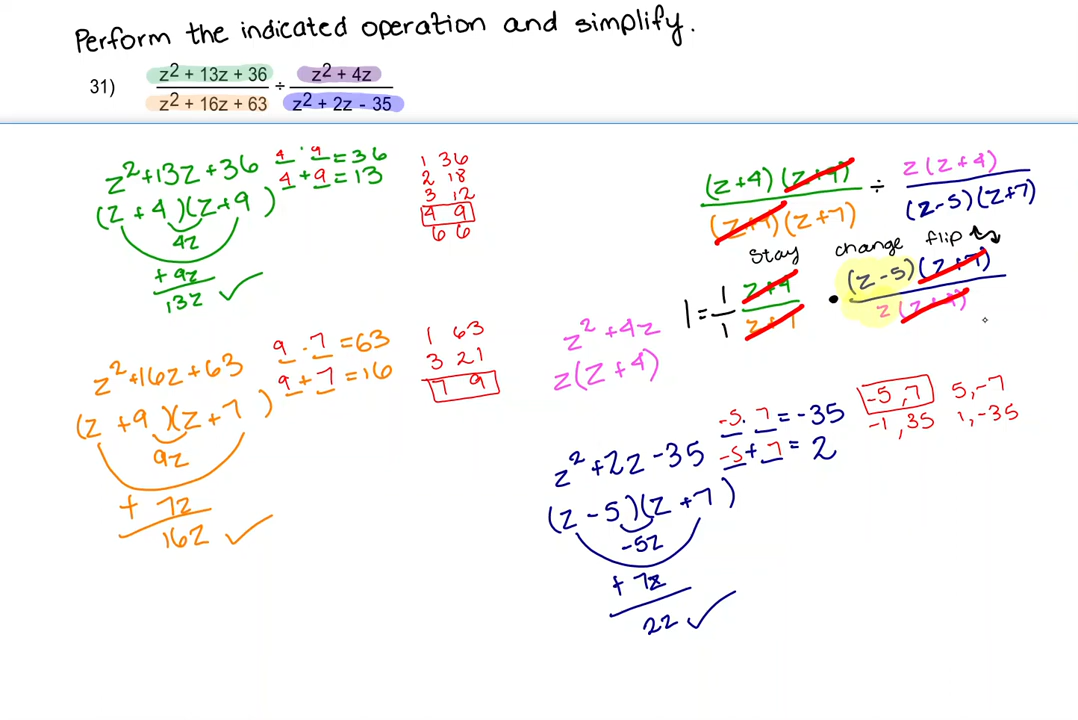 Perform the indicated operation and simplify.
31) z² + 13z + 36 / z² + 16z + 63 ÷ z² + 4z / z² + 2z - 35
z²+13z+36
(z + 4)(z+9)
4z
+ 9z
13z ✓
4 · 9 = 36
4 + 9 = 13
1 36
2 18
3 12
4 9
6 6
z²+16z+63
(z +9)(z+7)
9z
+ 7z
16z ✓
9 · 7 = 63
9 + 7 = 16
1 63
3 21
7 9
(z+4)(z+9) / (z+9)(z+7) ÷ z(z+4) / (z-5)(z+7)
Stay change flip
1 = 1/1 z+4 / z+7 · (z-5)(z+7) / z(z+4)
z² +4z
z(z+4)
z²+2z-35
(z - 5)(z +7)
-5z
+ 7z
2z ✓
-5 · 7 = -35
-5 + 7 = 2
-5, 7 5, -7
-1, 35 1, -35